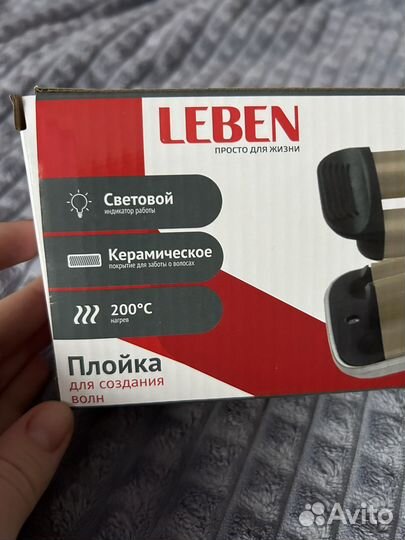 LEBEN
ПРОСТО ДЛЯ ЖИЗНИ
Световой
индикатор работы
Керамическое
покрытие для заботы о волосах
200°C
нагрев
Плойка
для создания
волн
Avito